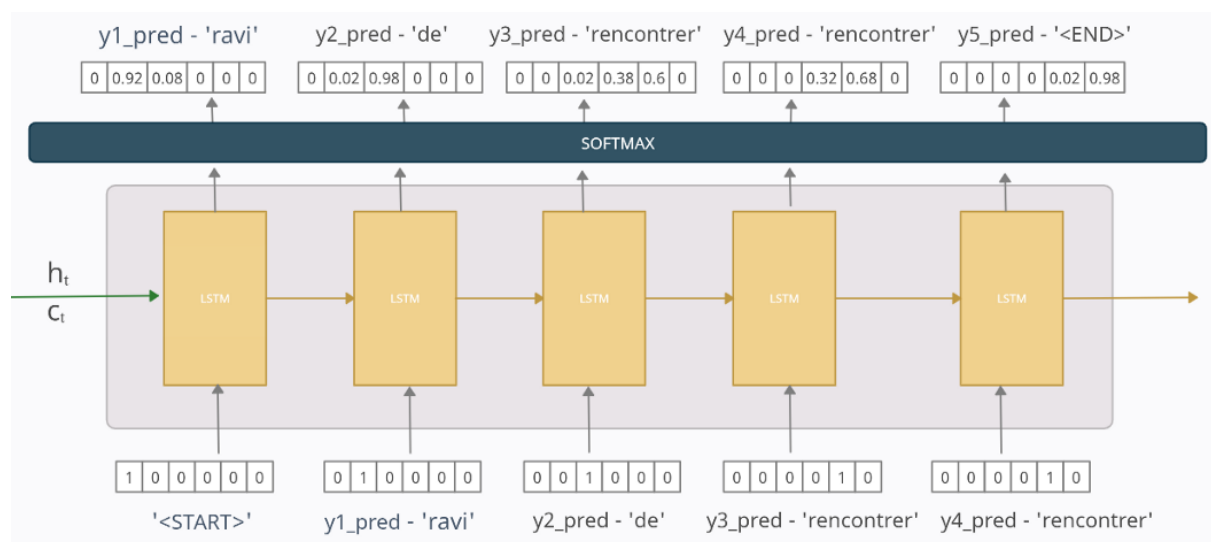 y1_pred - 'ravi' y2_pred - 'de' y3_pred - 'rencontrer' y4_pred - 'rencontrer' y5_pred - '<END>'
0 0.92 0.08 0 0 0 0 0.02 0.98 0 0 0 0 0 0.02 0.38 0.6 0 0 0 0 0.32 0.68 0 0 0 0 0 0.02 0.98
SOFTMAX
hₜ
cₜ
LSTM LSTM LSTM LSTM LSTM
1 0 0 0 0 0 0 1 0 0 0 0 0 0 1 0 0 0 0 0 0 0 1 0 0 0 0 0 1 0
'<START>' y1_pred - 'ravi' y2_pred - 'de' y3_pred - 'rencontrer' y4_pred - 'rencontrer'